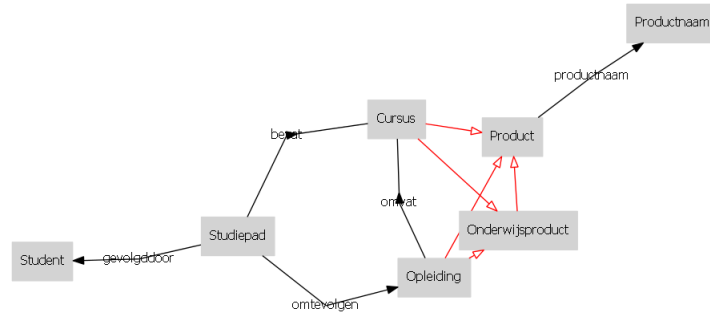 Productnaam
productnaam
Cursus
bevat
Product
omvat
Studiepad
Onderwijsproduct
Student
gevolgddoor
Opleiding
omtevolgen